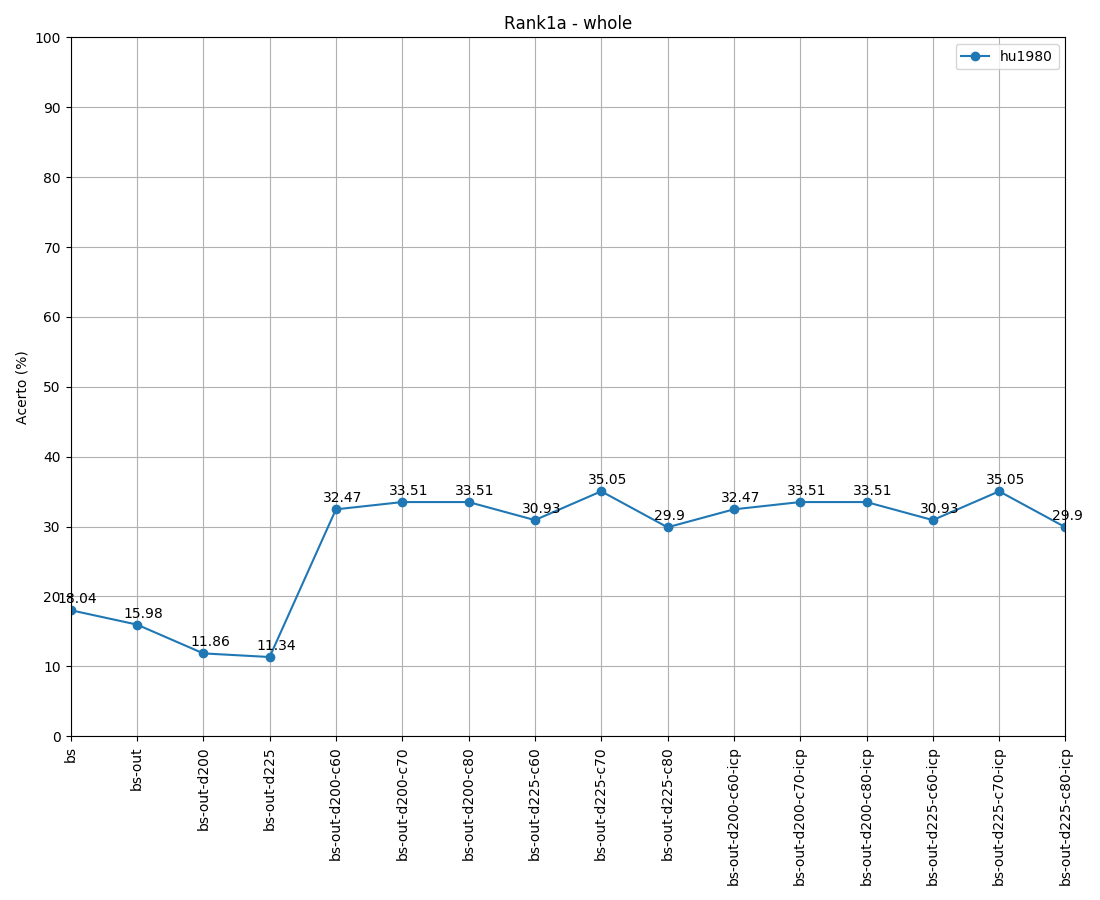 Rank1a - whole
hu1980
Acerto (%)
100
90
80
70
60
50
40
30
20
10
0
18.04
15.98
11.86
11.34
32.47
33.51
33.51
30.93
35.05
29.9
32.47
33.51
33.51
30.93
35.05
29.9
bs
bs-out
bs-out-d200
bs-out-d225
bs-out-d200-c60
bs-out-d200-c70
bs-out-d200-c80
bs-out-d225-c60
bs-out-d225-c70
bs-out-d225-c80
bs-out-d200-c60-icp
bs-out-d200-c70-icp
bs-out-d200-c80-icp
bs-out-d225-c60-icp
bs-out-d225-c70-icp
bs-out-d225-c80-icp